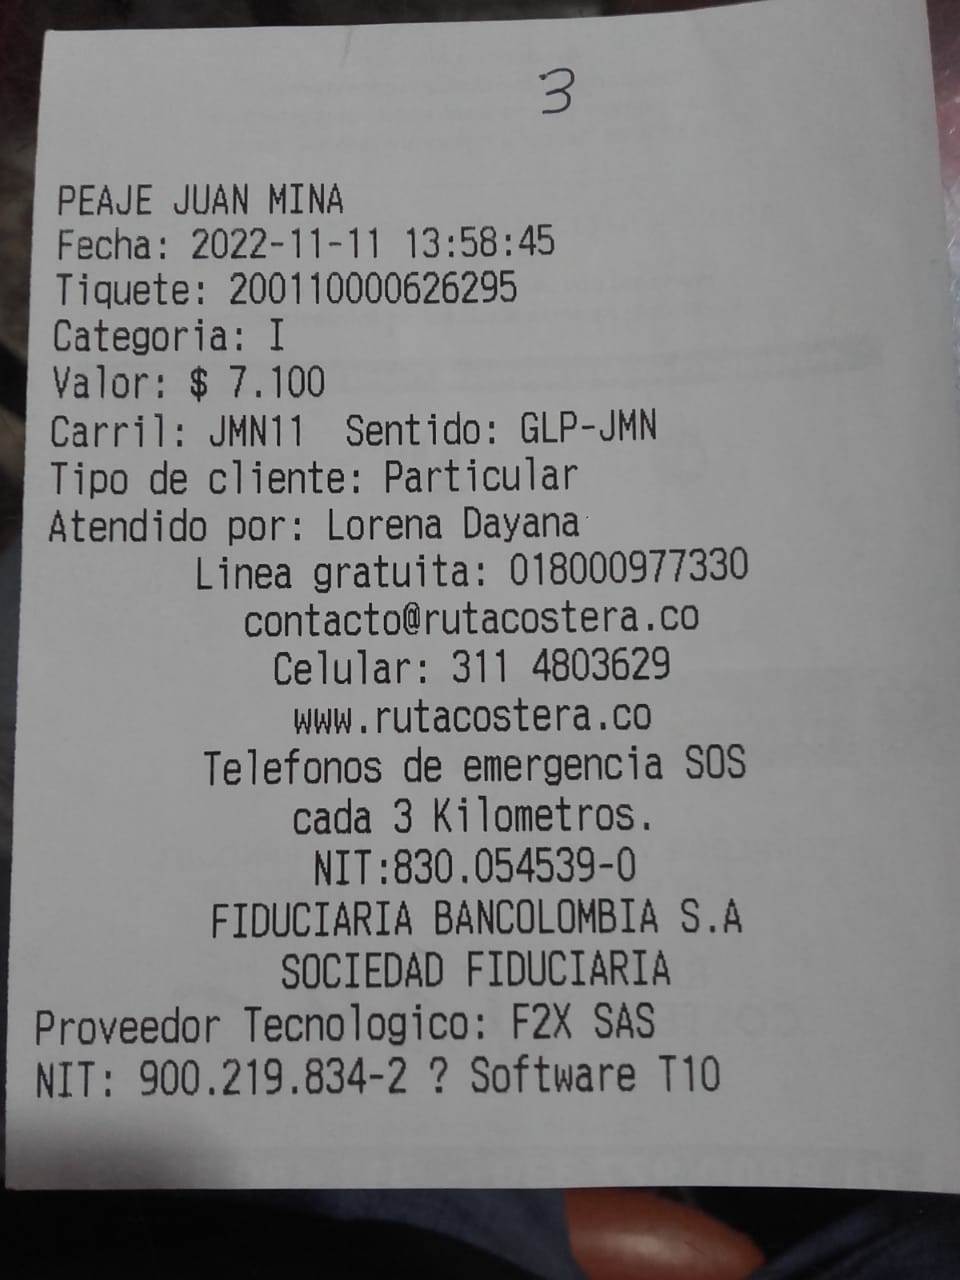 3
PEAJE JUAN MINA
Fecha: 2022-11-11 13:58:45
Tiquete: 200110000626295
Categoria: I
Valor: $ 7.100
Carril: JMN11 Sentido: GLP-JMN
Tipo de cliente: Particular
Atendido por: Lorena Dayana
Linea gratuita: 018000977330
contacto@rutacostera.co
Celular: 311 4803629
www.rutacostera.co
Telefonos de emergencia SOS
cada 3 Kilometros.
NIT:830.054539-0
FIDUCIARIA BANCOLOMBIA S.A
SOCIEDAD FIDUCIARIA
Proveedor Tecnologico: F2X SAS
NIT: 900.219.834-2 ? Software T10